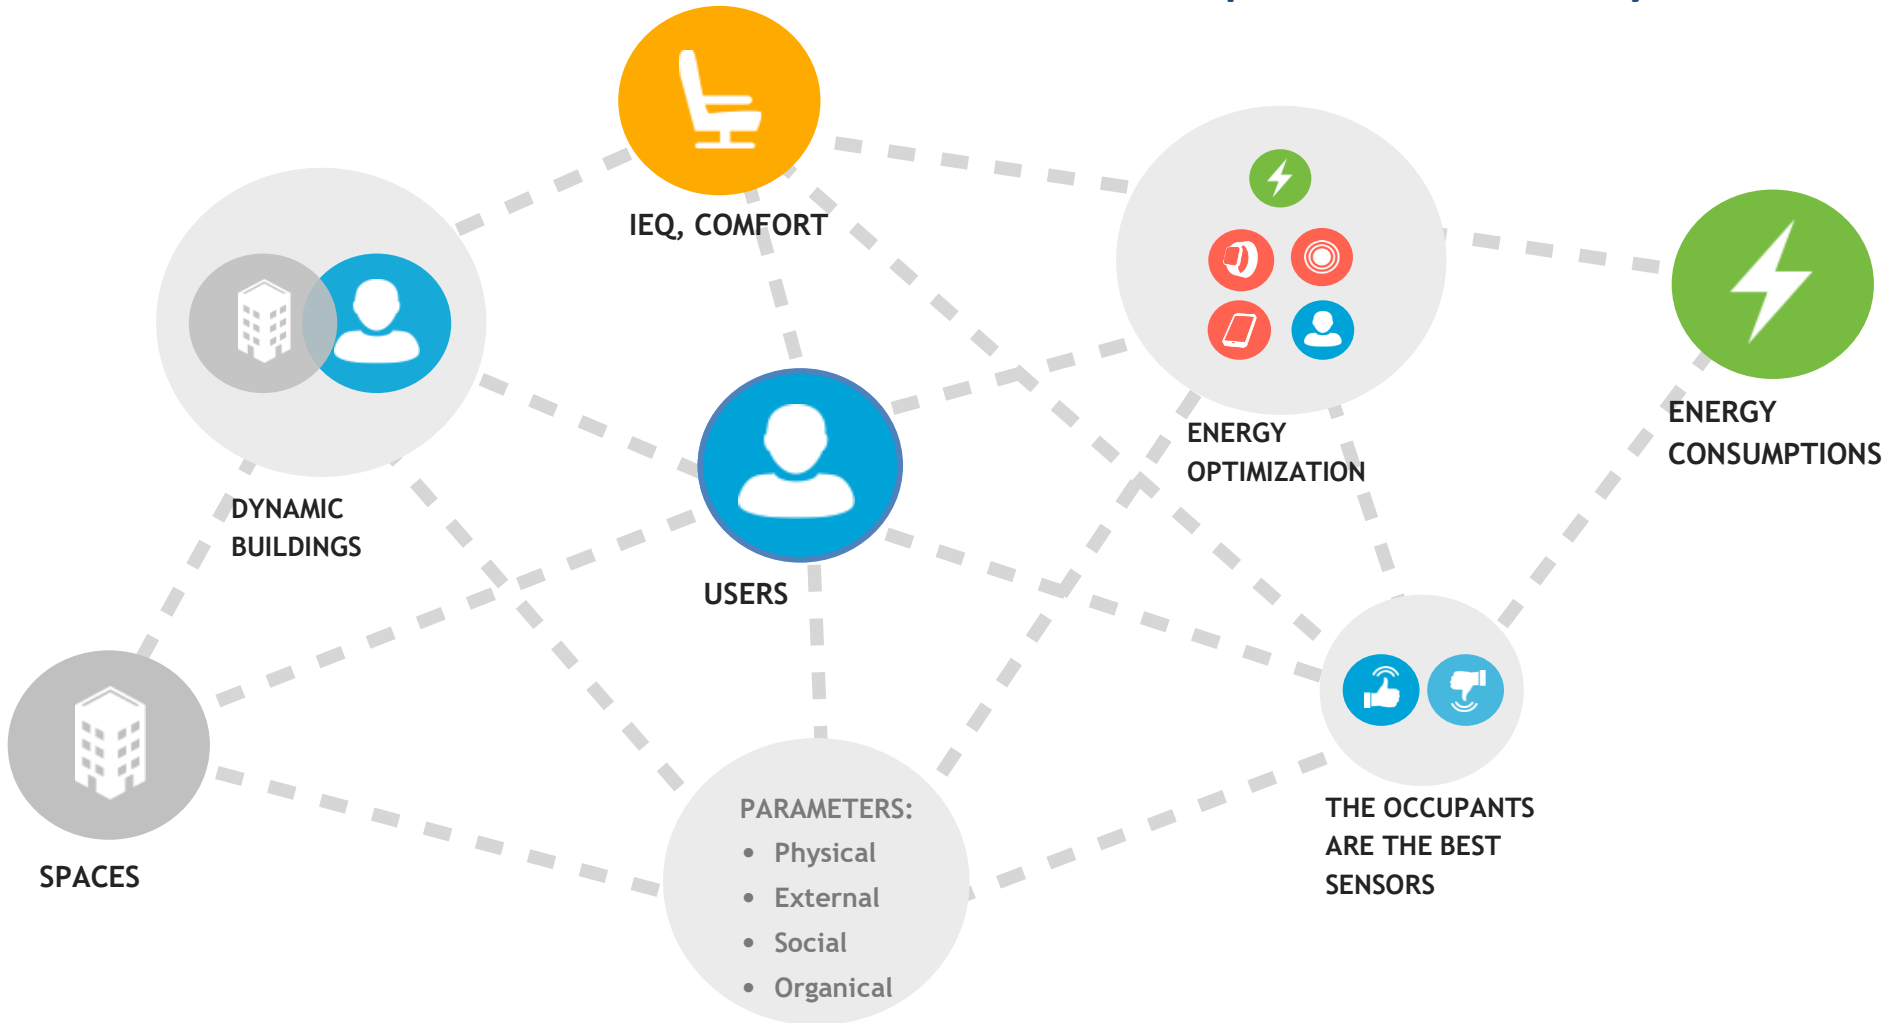 IEQ, COMFORT
ENERGY
CONSUMPTIONS
ENERGY
OPTIMIZATION
DYNAMIC
BUILDINGS
USERS
PARAMETERS:
• Physical
• External
• Social
• Organical
THE OCCUPANTS
ARE THE BEST
SENSORS
SPACES